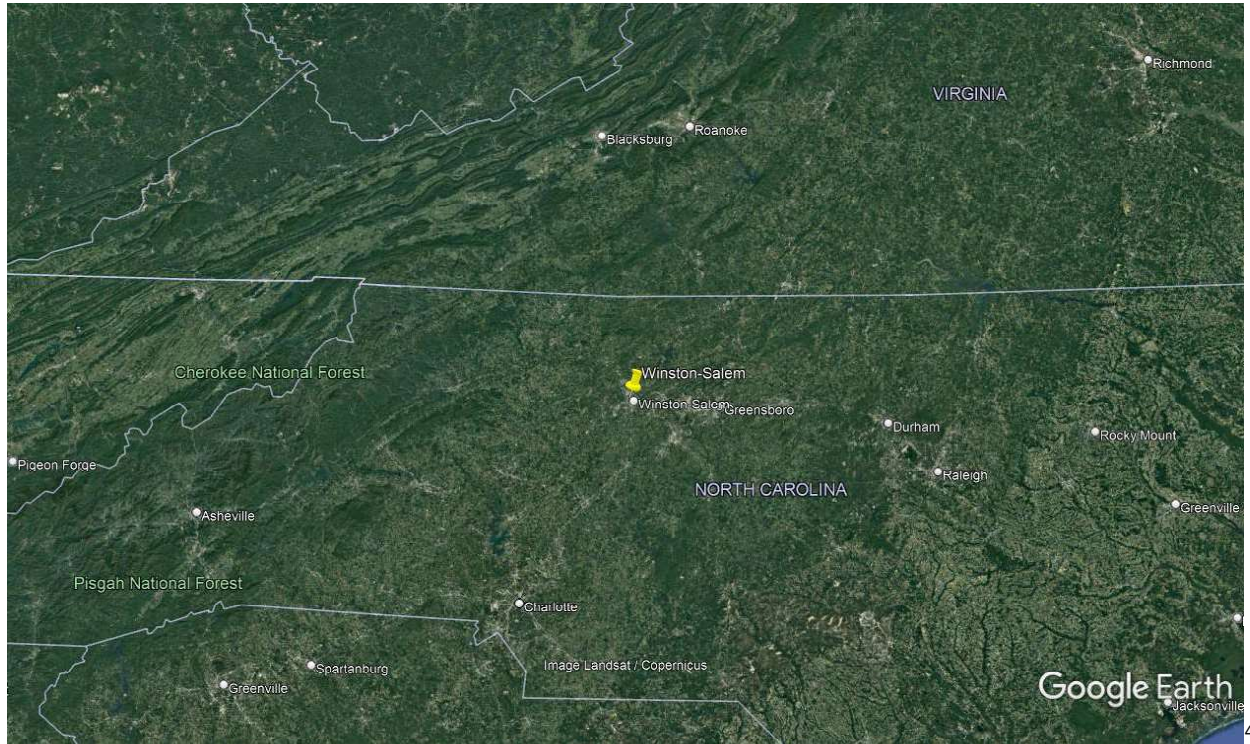 Richmond
VIRGINIA
Roanoke
Blacksburg
Cherokee National Forest
Winston-Salem
Winston-Salem
Greensboro
Durham
Rocky Mount
Pigeon Forge
Raleigh
NORTH CAROLINA
Greenville
Asheville
Pisgah National Forest
Charlotte
Spartanburg
Image Landsat / Copernicus
Greenville
Google Earth
Jacksonville
4